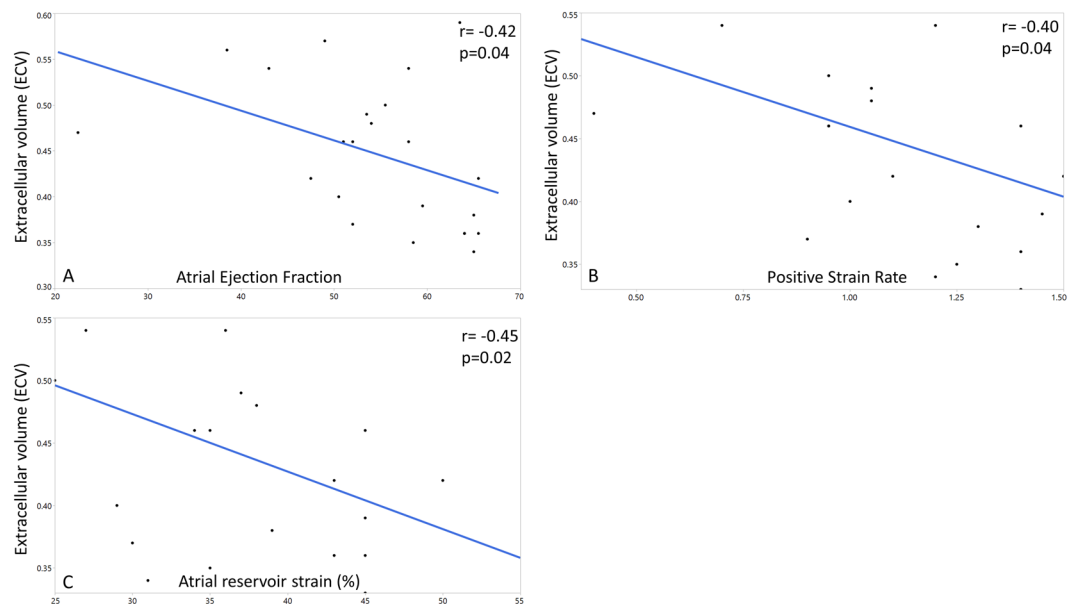 0.60
0.55
0.50
0.45
0.40
0.35
0.30
Extracellular volume (ECV)
r= -0.42
p=0.04
A
Atrial Ejection Fraction
20 30 40 50 60 70
0.55
0.50
0.45
0.40
0.35
Extracellular volume (ECV)
r= -0.40
p=0.04
B
Positive Strain Rate
0.50 0.75 1.00 1.25 1.50
0.55
0.50
0.45
0.40
0.35
Extracellular volume (ECV)
r= -0.45
p=0.02
C
Atrial reservoir strain (%)
25 30 35 40 45 50 55